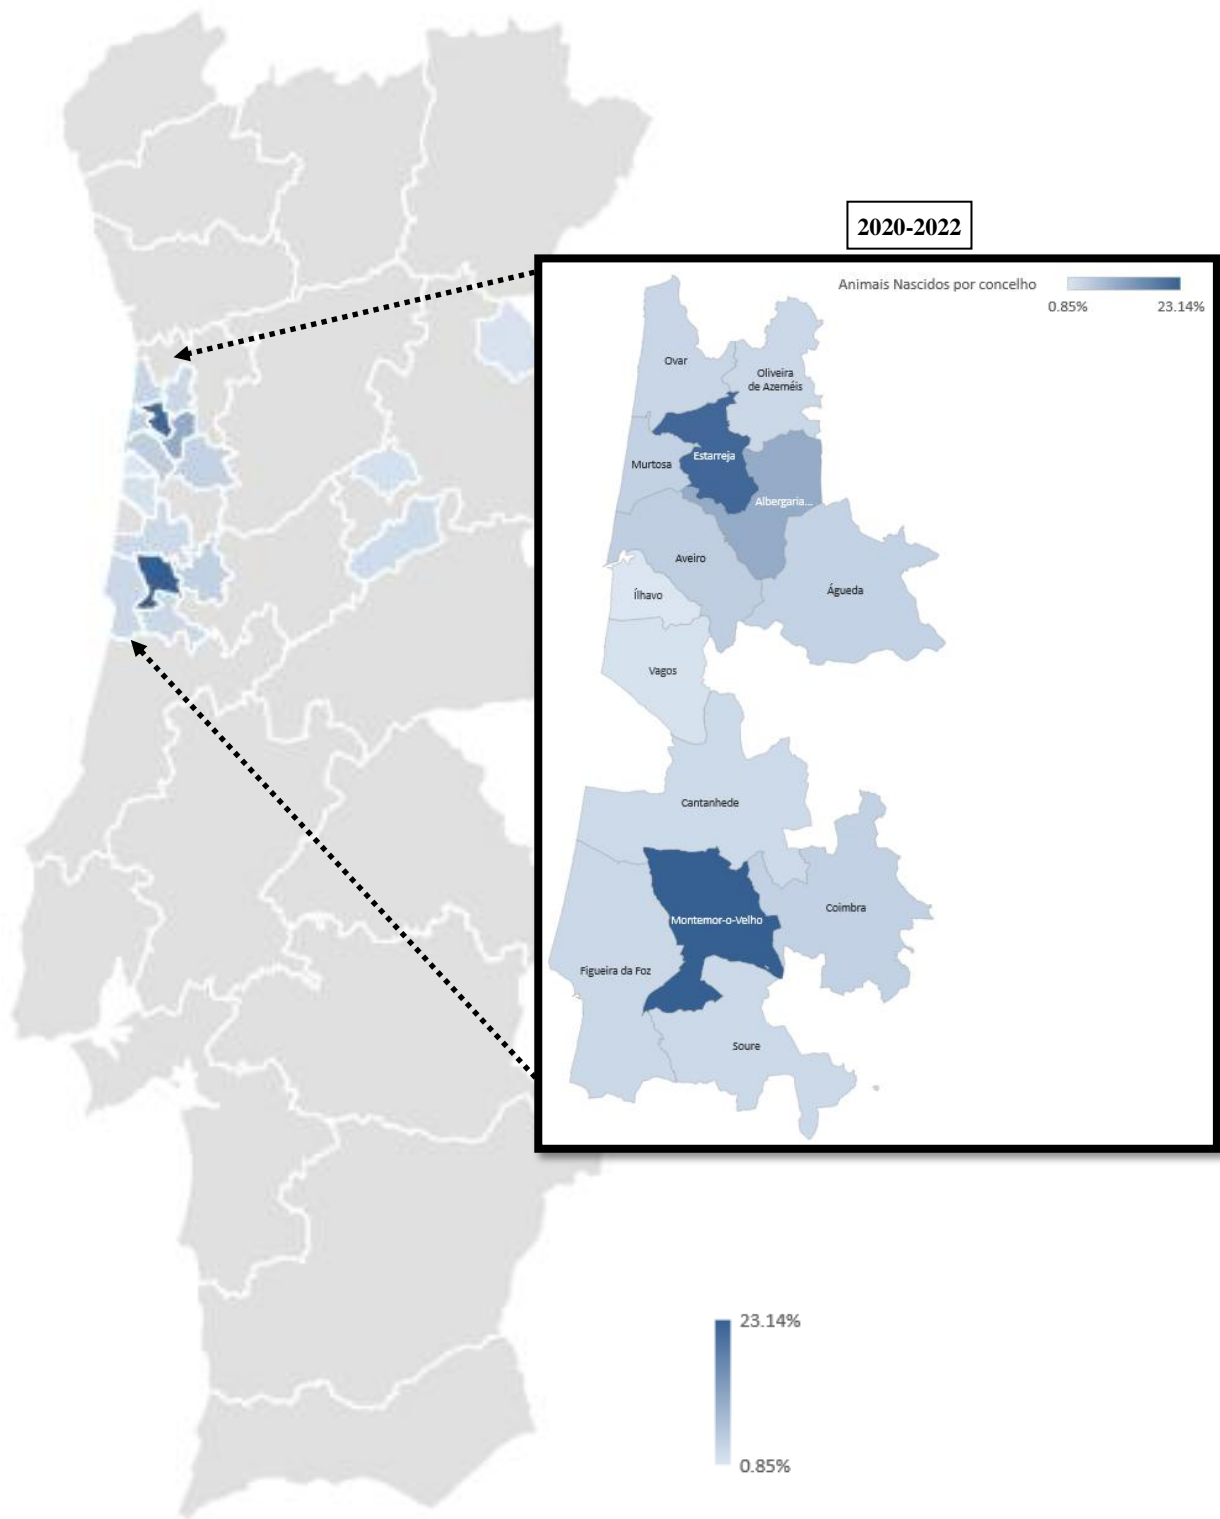 2020-2022
Animais Nascidos por concelho
0.85%
23.14%
Ovar
Oliveira
de Azeméis
Estarreja
Murtosa
Albergaria...
Aveiro
Ílhavo
Águeda
Vagos
Cantanhede
Coimbra
Montemor-o-Velho
Figueira da Foz
Soure
23.14%
0.85%